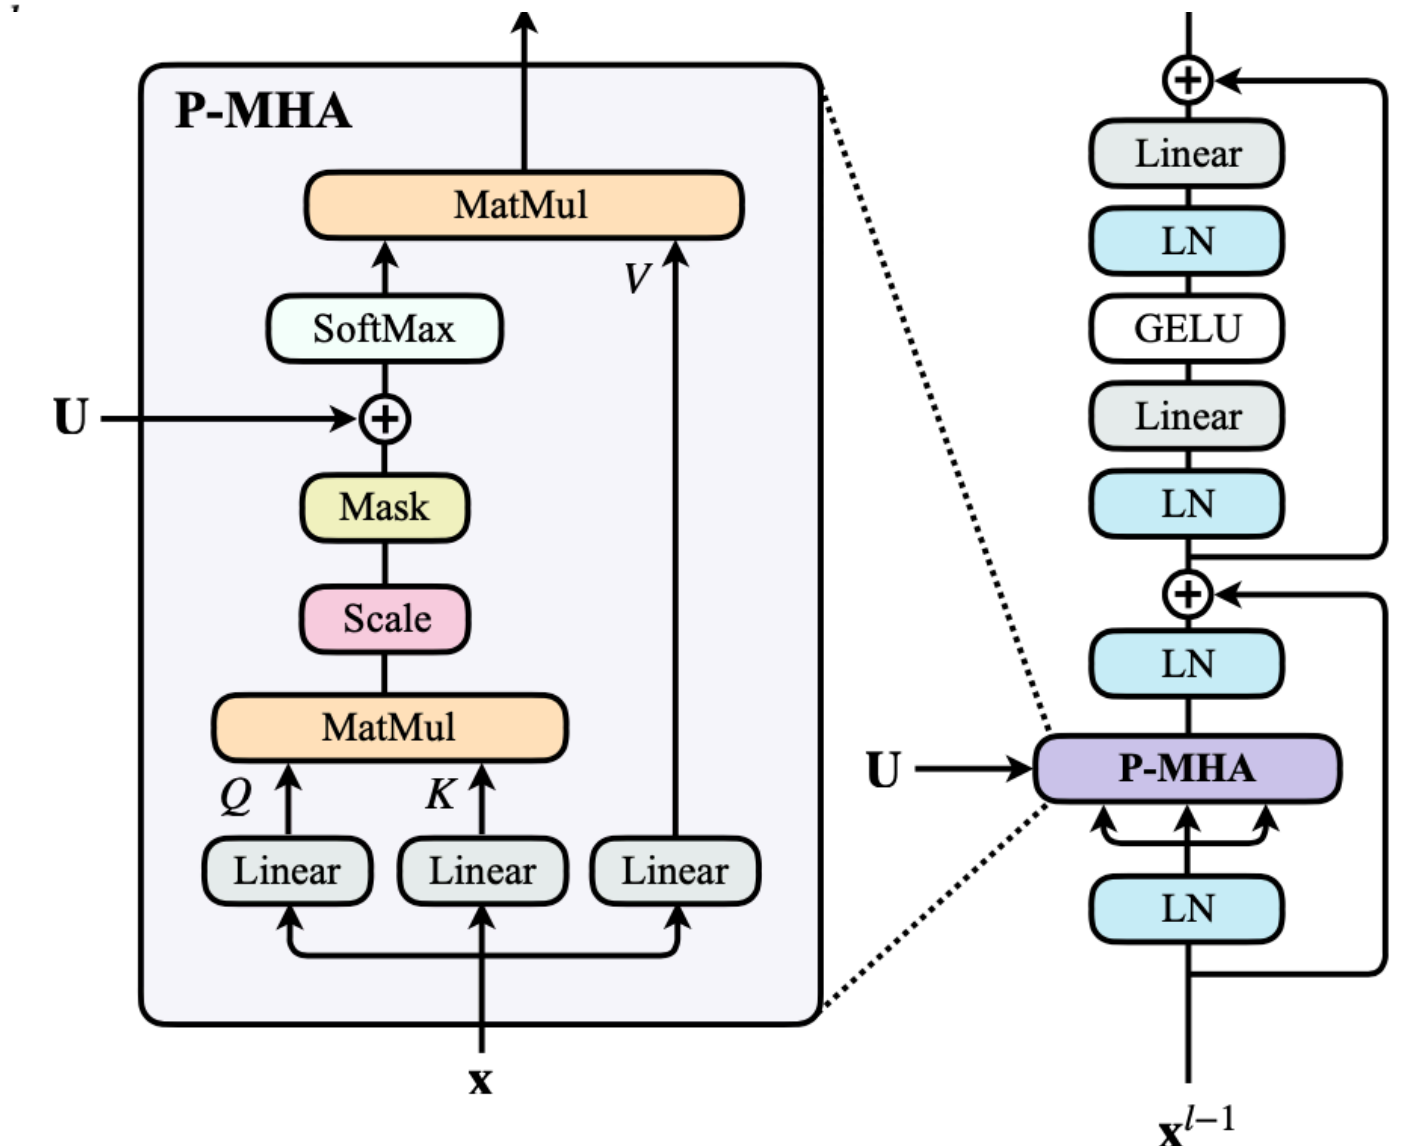 P-MHA
MatMul
V
SoftMax
U
Mask
Scale
MatMul
Q
K
Linear
Linear
Linear
x
Linear
LN
GELU
Linear
LN
LN
U
P-MHA
LN
x^{l-1}